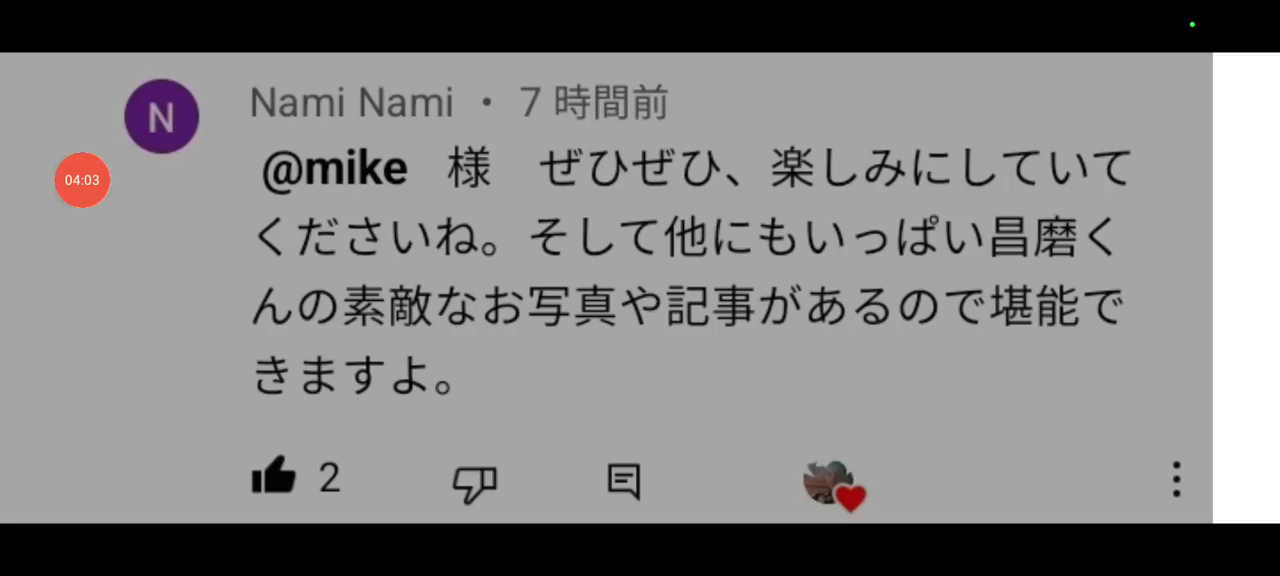 N
Nami Nami ・ 7 時間前
04:03
@mike 様　ぜひぜひ、楽しみにしていて
くださいね。そして他にもいっぱい昌磨く
んの素敵なお写真や記事があるので堪能で
きますよ。
2